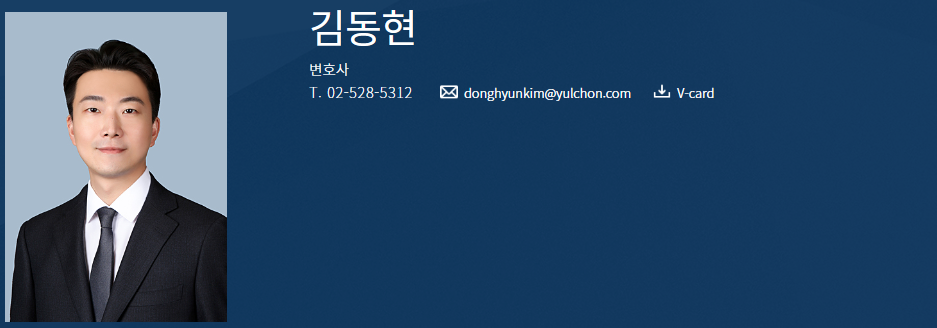 김동현
변호사
T. 02-528-5312 donghyunkim@yulchon.com V-card